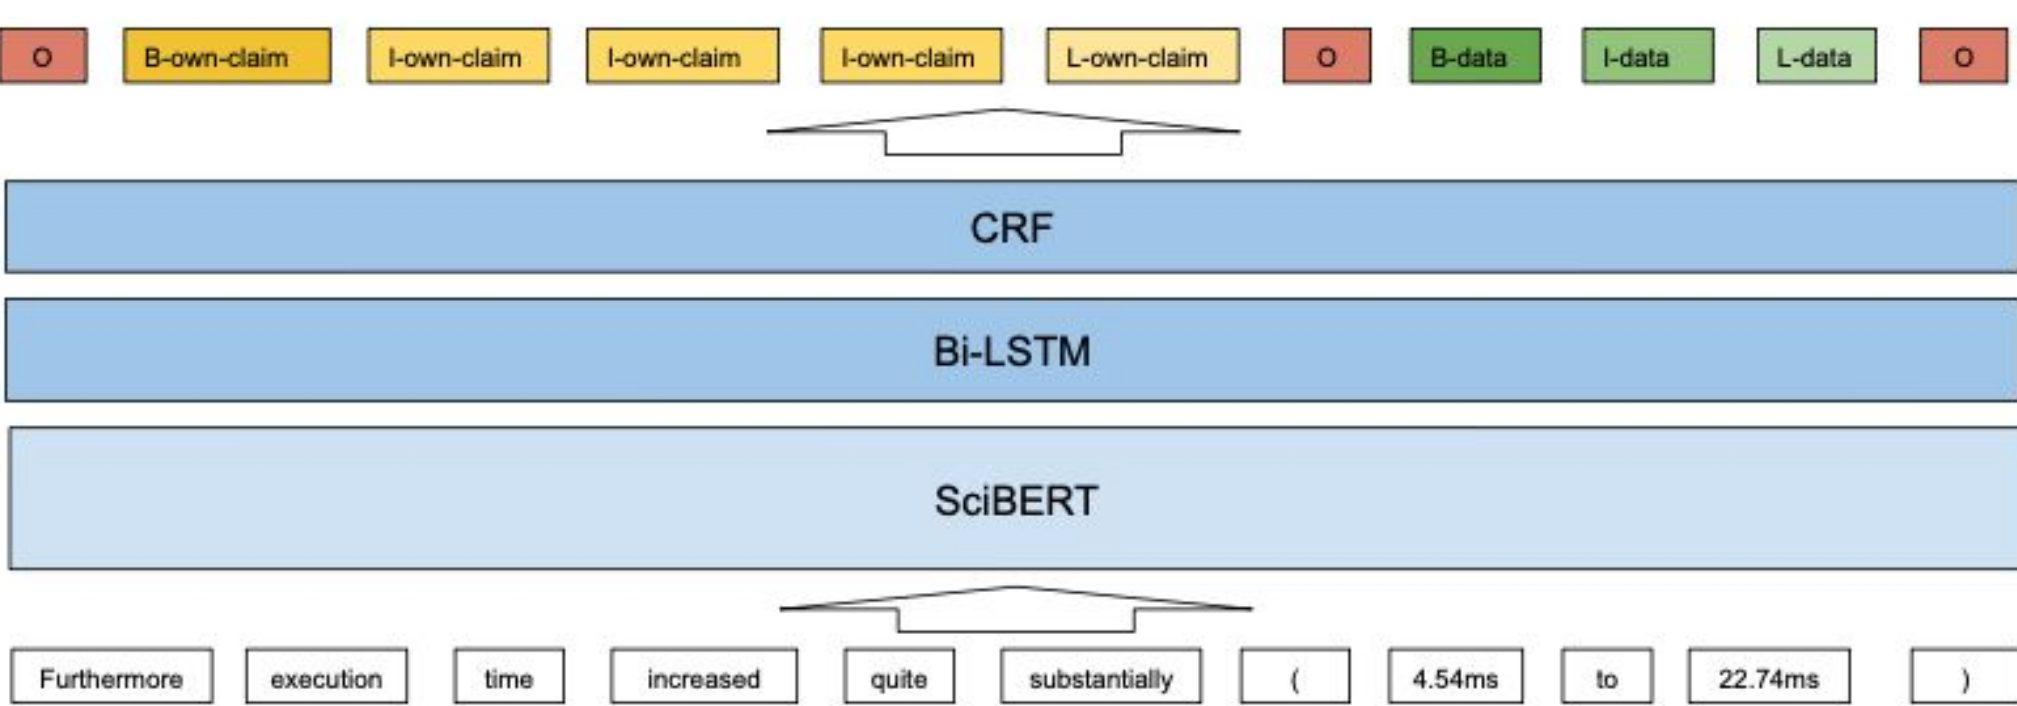 O B-own-claim I-own-claim I-own-claim I-own-claim L-own-claim O B-data I-data L-data O
CRF
Bi-LSTM
SciBERT
Furthermore execution time increased quite substantially ( 4.54ms to 22.74ms )